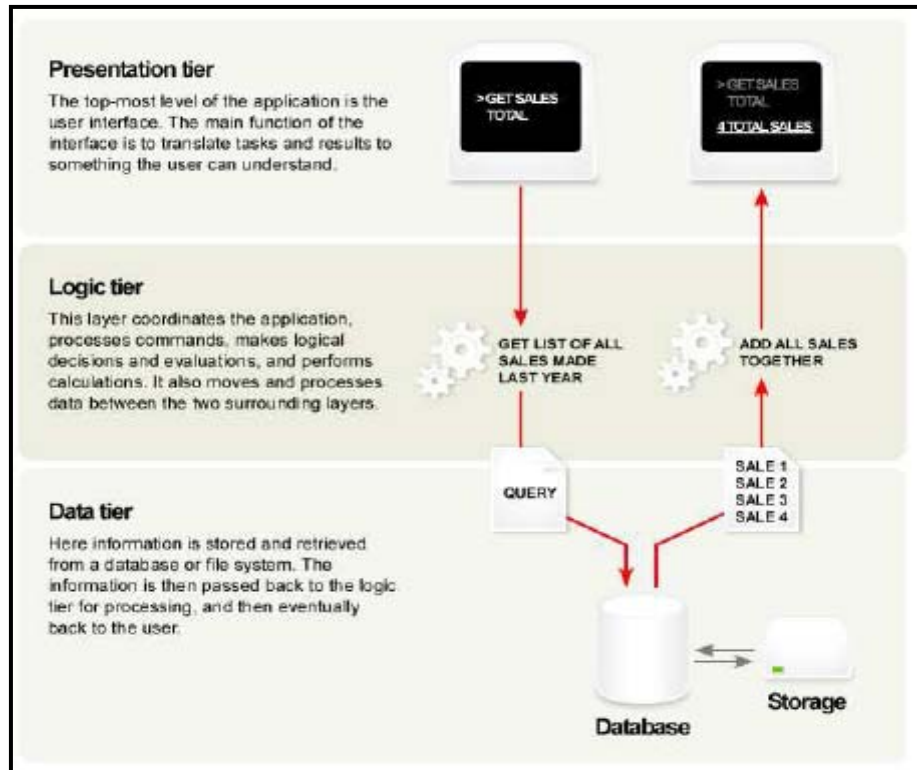 Presentation tier
The top-most level of the application is the
user interface. The main function of the
interface is to translate tasks and results to
something the user can understand.
>GET SALES
TOTAL
>GET SALES
TOTAL
4 TOTAL SALES
Logic tier
This layer coordinates the application,
processes commands, makes logical
decisions and evaluations, and performs
calculations. It also moves and processes
data between the two surrounding layers.
GET LIST OF ALL
SALES MADE
LAST YEAR
ADD ALL SALES
TOGETHER
QUERY
SALE 1
SALE 2
SALE 3
SALE 4
Data tier
Here information is stored and retrieved
from a database or file system. The
information is then passed back to the logic
tier for processing, and then eventually
back to the user.
Database
Storage